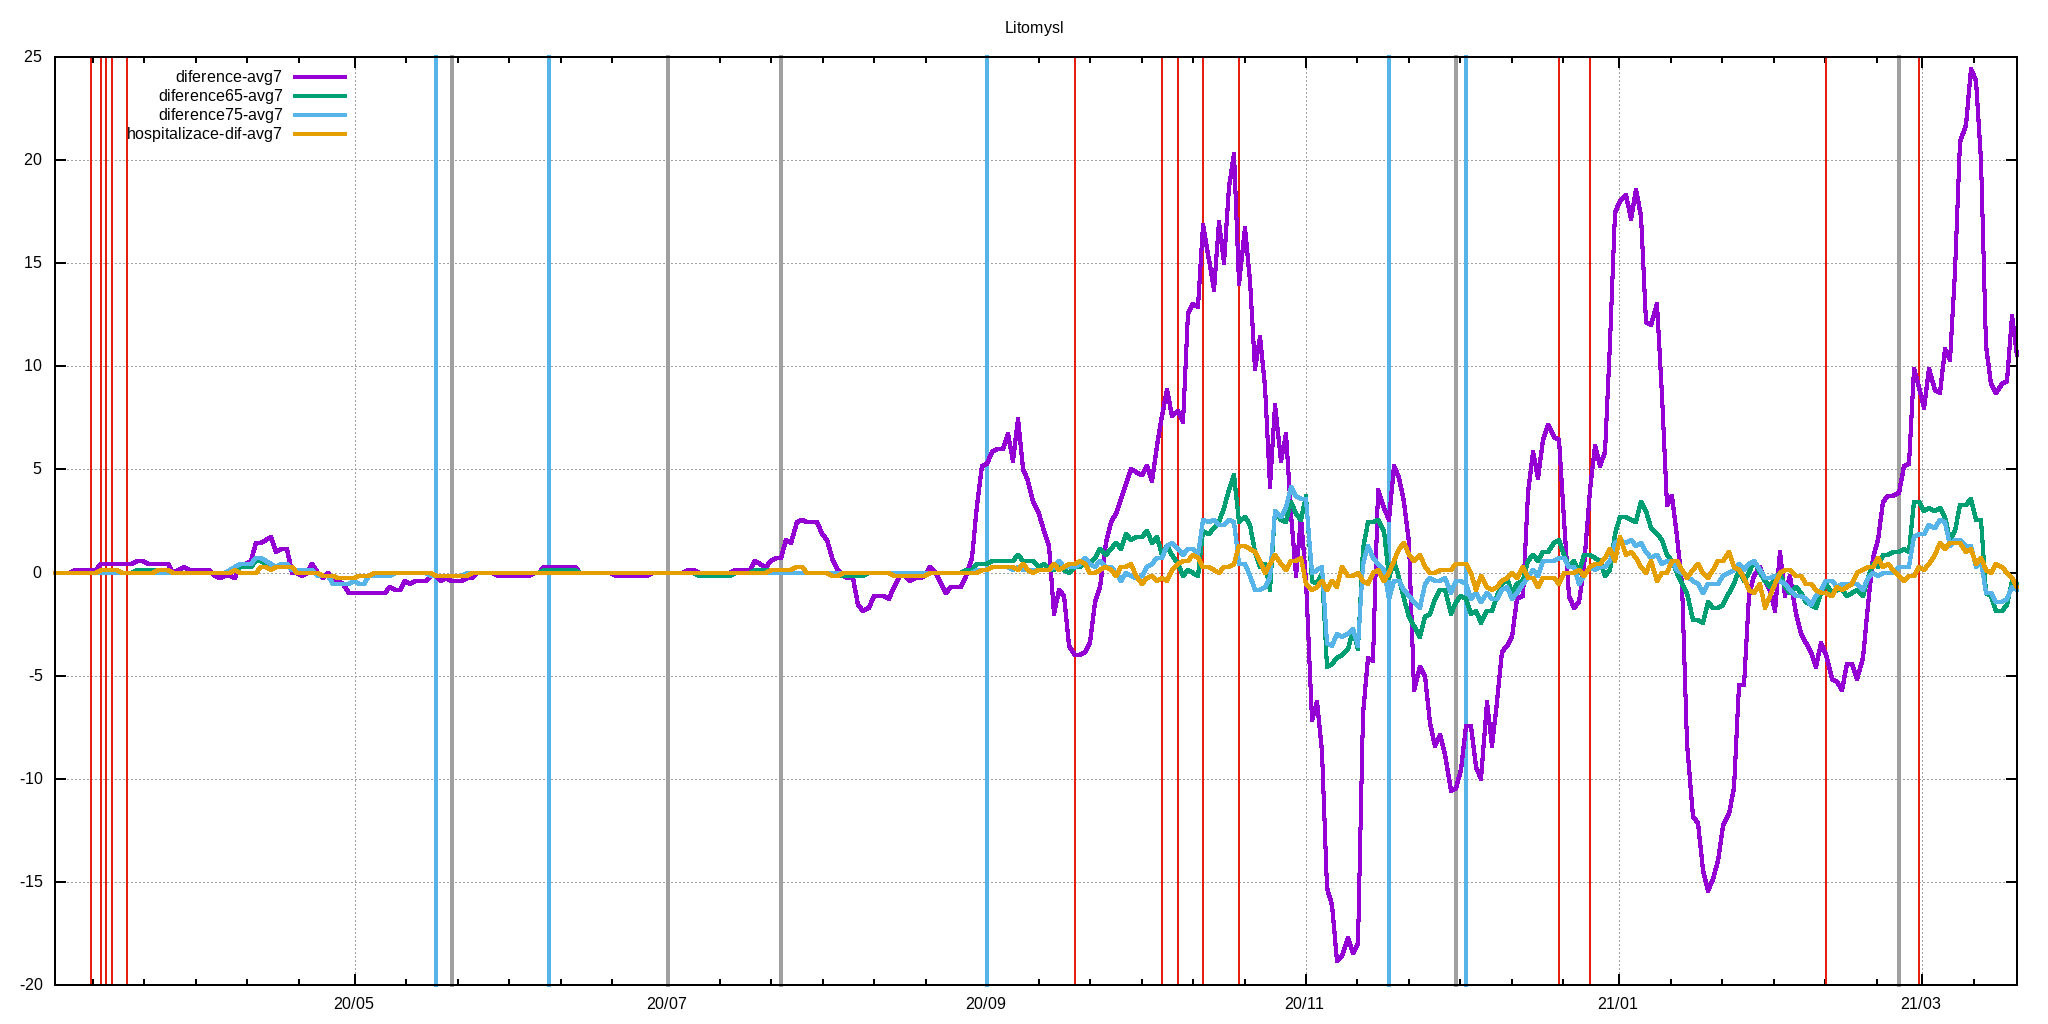 Litomysl
diference-avg7
diference65-avg7
diference75-avg7
hospitalizace-dif-avg7
25
20
15
10
5
0
-5
-10
-15
-20
20/05 20/07 20/09 20/11 21/01 21/03